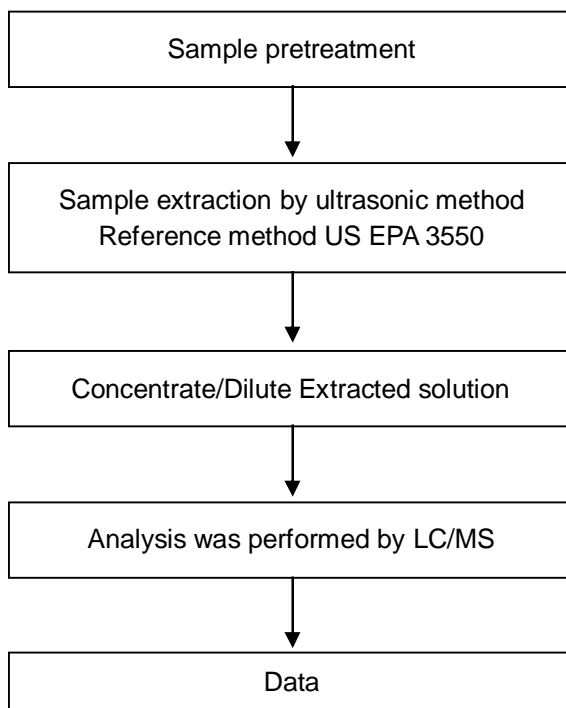 Sample pretreatment
Sample extraction by ultrasonic method
Reference method US EPA 3550
Concentrate/Dilute Extracted solution
Analysis was performed by LC/MS
Data